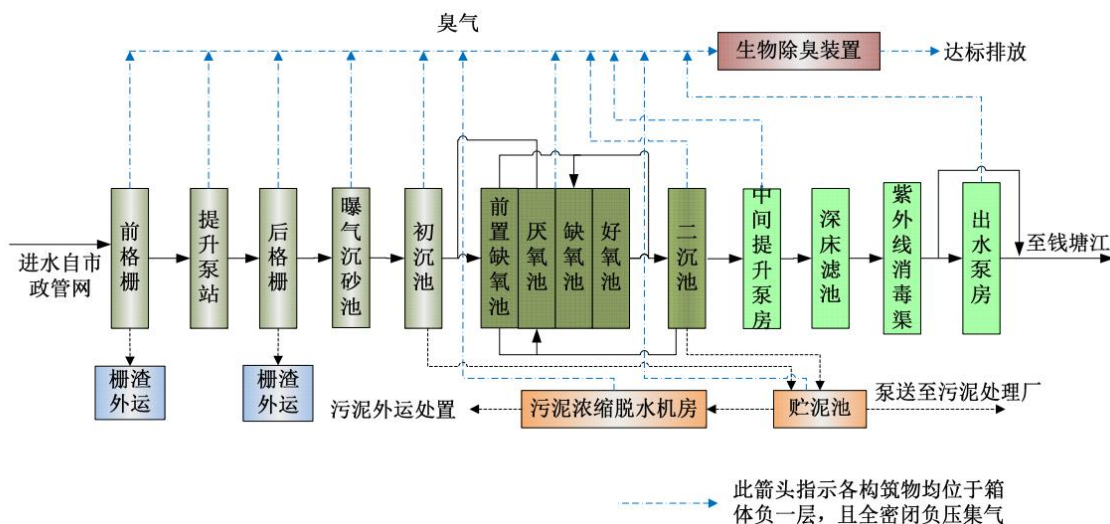 臭气
生物除臭装置
达标排放
进水自市
政管网
前格栅
提升泵站
后格栅
曝气沉砂池
初沉池
前置缺氧池
厌氧池
缺氧池
好氧池
二沉池
中间提升泵房
深床滤池
紫外线消毒渠
出水泵房
至钱塘江
栅渣
外运
栅渣
外运
污泥外运处置
污泥浓缩脱水机房
贮泥池
泵送至污泥处理厂
此箭头指示各构筑物均位于箱
体负一层，且全密闭负压集气